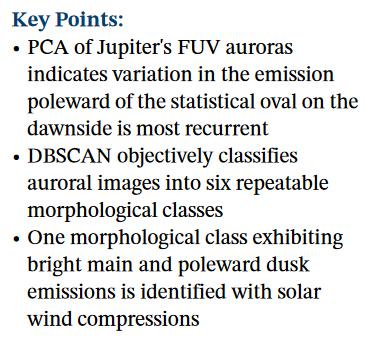 Key Points:
• PCA of Jupiter's FUV auroras
indicates variation in the emission
poleward of the statistical oval on the
dawnside is most recurrent
• DBSCAN objectively classifies
auroral images into six repeatable
morphological classes
• One morphological class exhibiting
bright main and poleward dusk
emissions is identified with solar
wind compressions